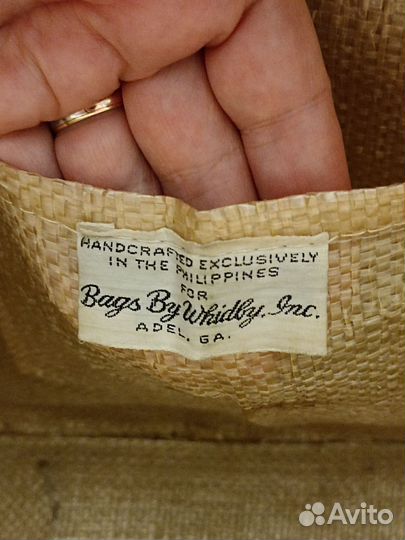 HANDCRAFTED EXCLUSIVELY
IN THE PHILIPPINES
FOR
Bags By Whidby, Inc.
ADEL, GA.
Avito